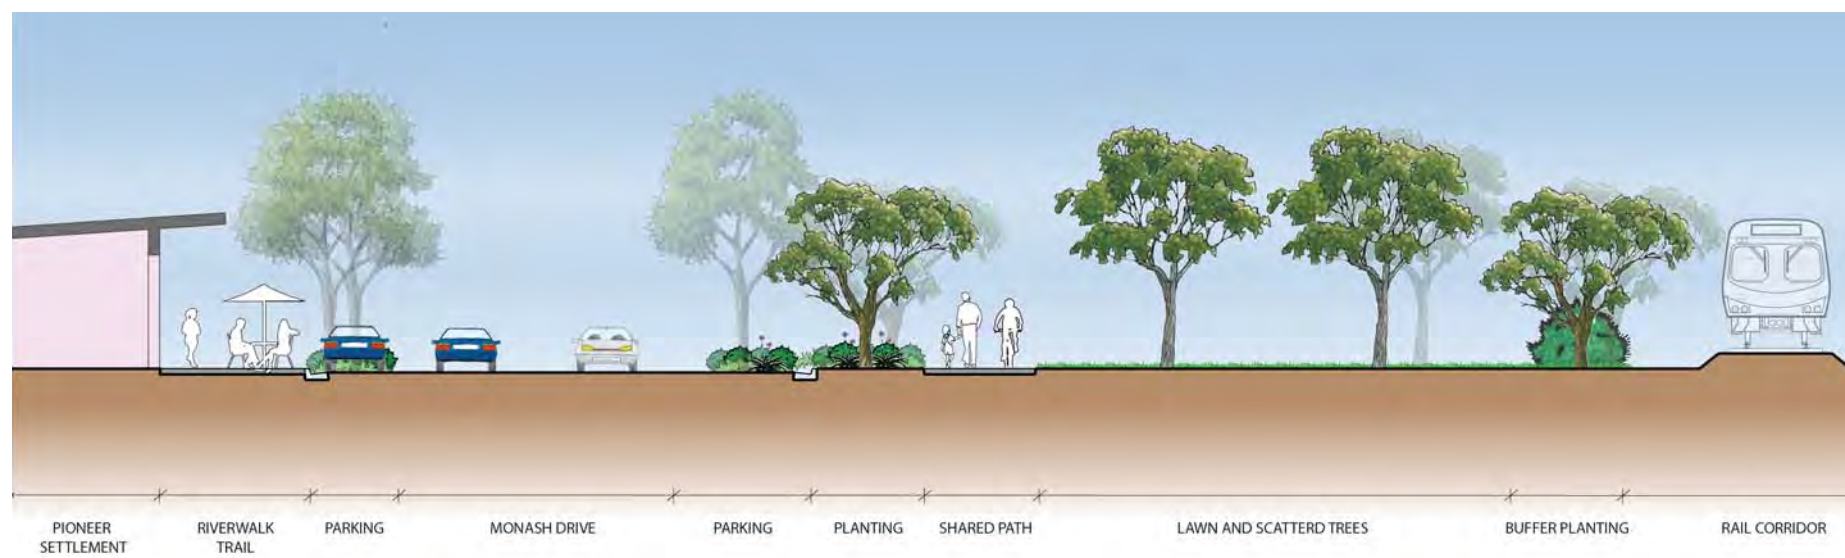 PIONEER
SETTLEMENT
RIVERWALK
TRAIL
PARKING
MONASH DRIVE
PARKING
PLANTING
SHARED PATH
LAWN AND SCATTERD TREES
BUFFER PLANTING
RAIL CORRIDOR